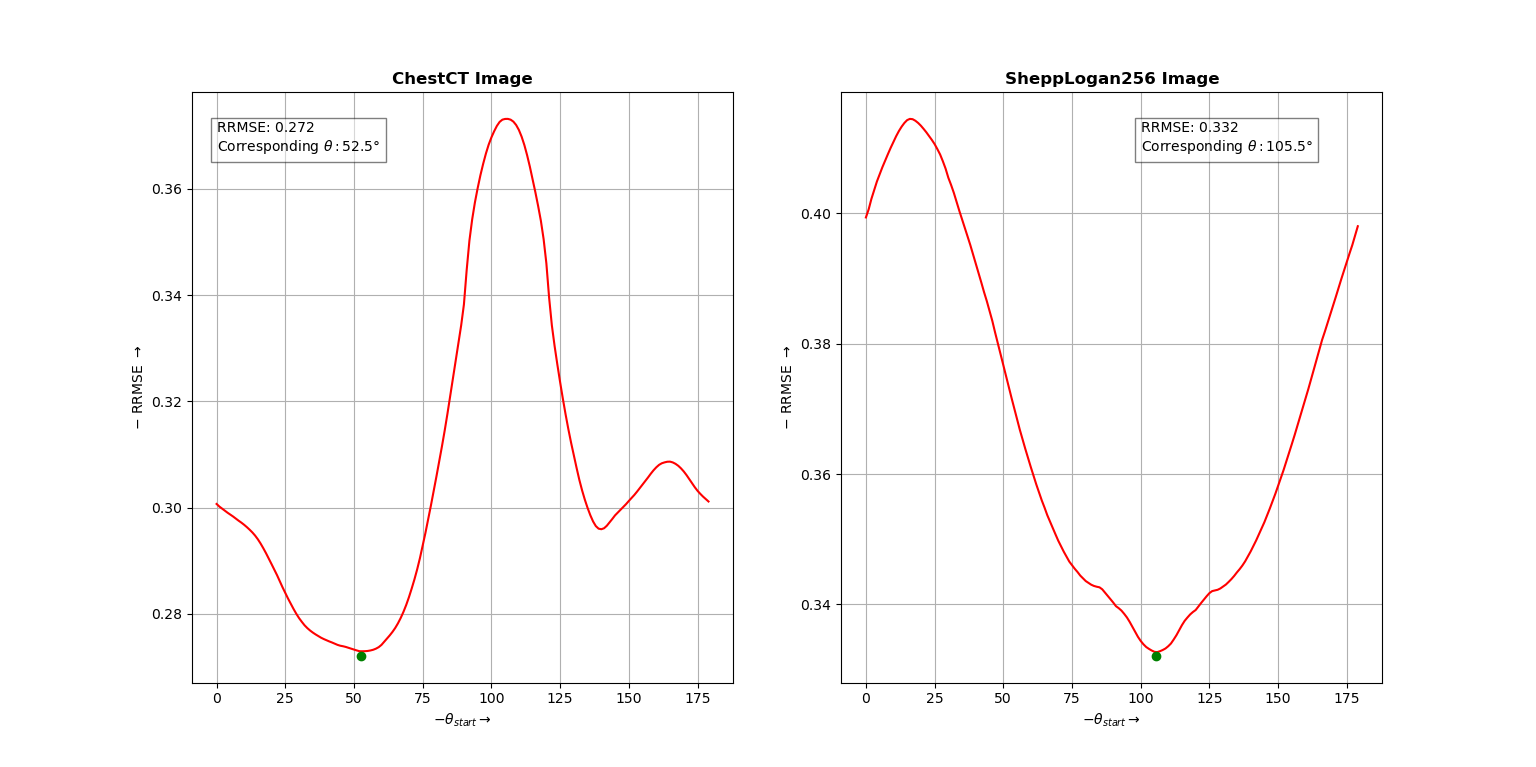 ChestCT Image
RRMSE: 0.272
Corresponding θ : 52.5°
0.36
0.34
0.32
0.30
0.28
− RRMSE →
0
25
50
75
100
125
150
175
−θstart →
SheppLogan256 Image
RRMSE: 0.332
Corresponding θ : 105.5°
0.40
0.38
0.36
0.34
− RRMSE →
0
25
50
75
100
125
150
175
−θstart →